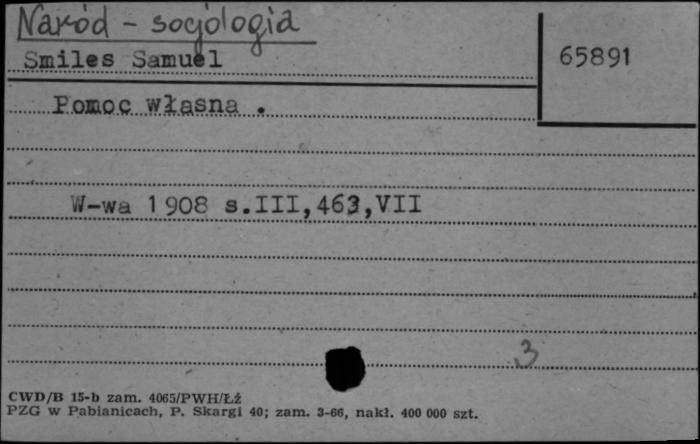 Naród - socjologia
Smiles Samuel
65891
Pomoc własna .
W-wa 1908 s.III,463,VII
3
CWD/B 15-b zam. 4065/PWH/Łź
PZG w Pabianicach, P. Skargi 40; zam. 3-66, nakł. 400 000 szt.